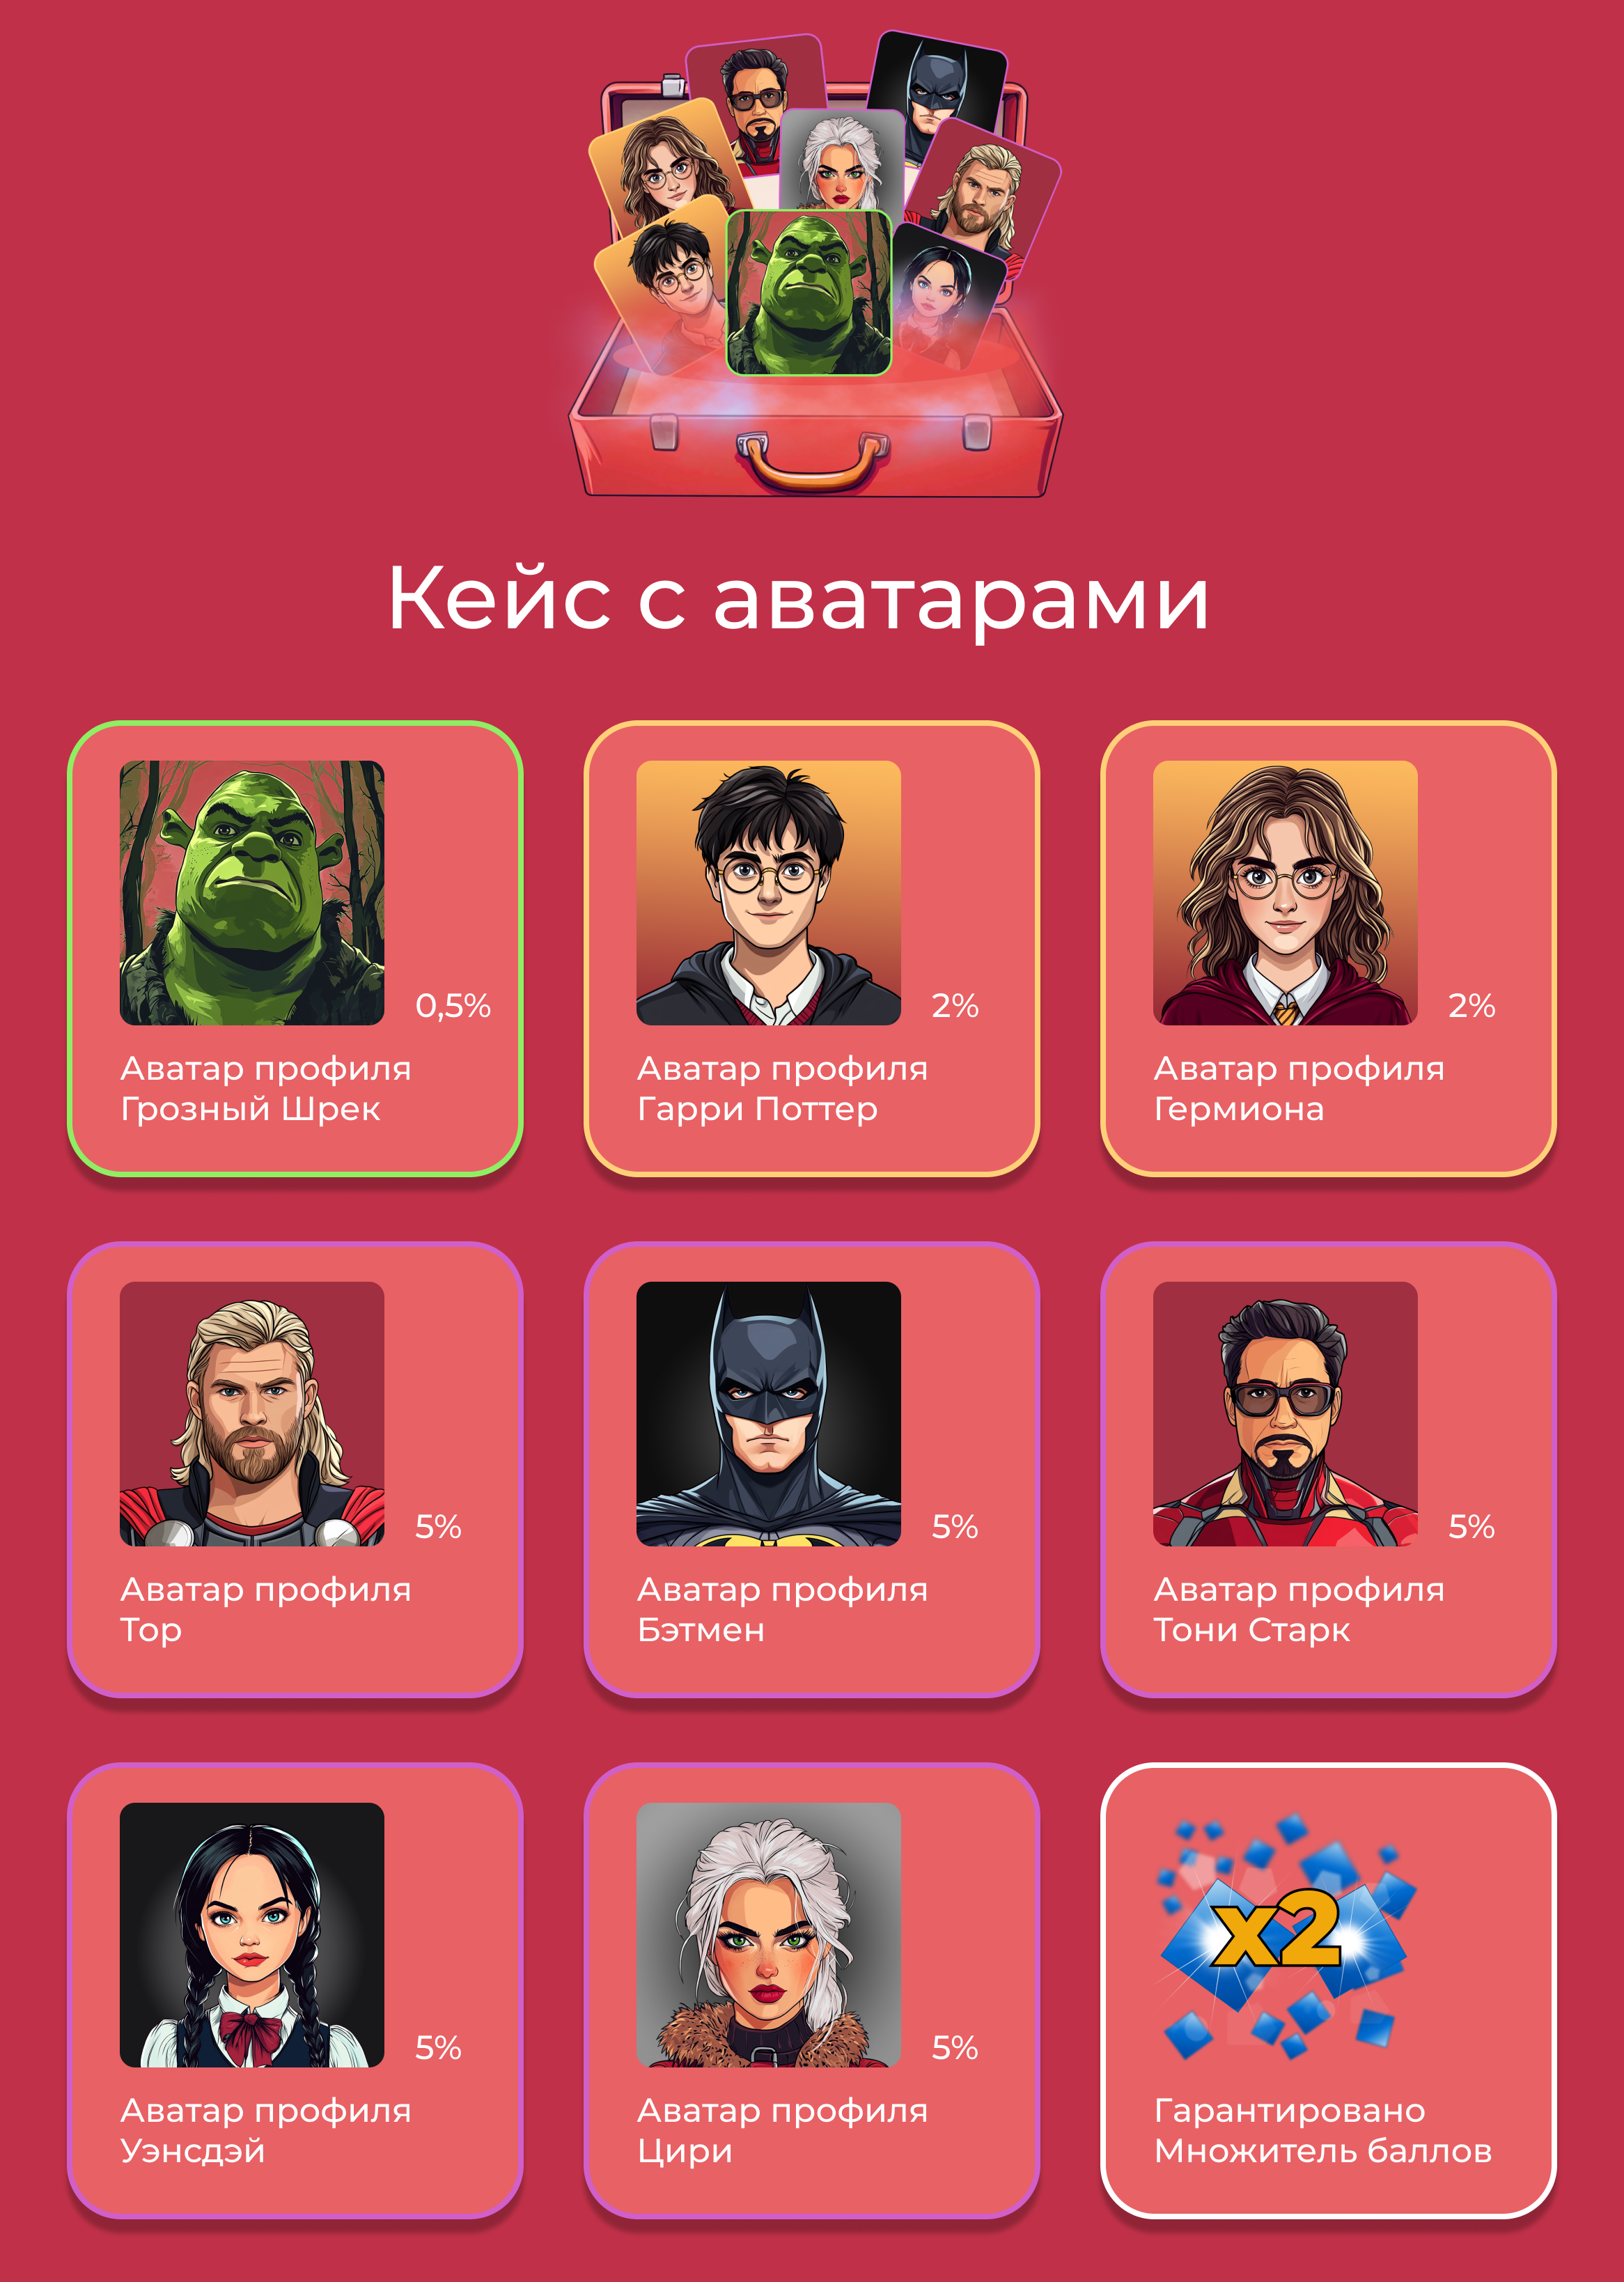 Кейс с аватарами
0,5%
Аватар профиля
Грозный Шрек
2%
Аватар профиля
Гарри Поттер
2%
Аватар профиля
Гермиона
5%
Аватар профиля
Тор
5%
Аватар профиля
Бэтмен
5%
Аватар профиля
Тони Старк
5%
Аватар профиля
Уэнсдэй
5%
Аватар профиля
Цири
x2
Гарантировано
Множитель баллов